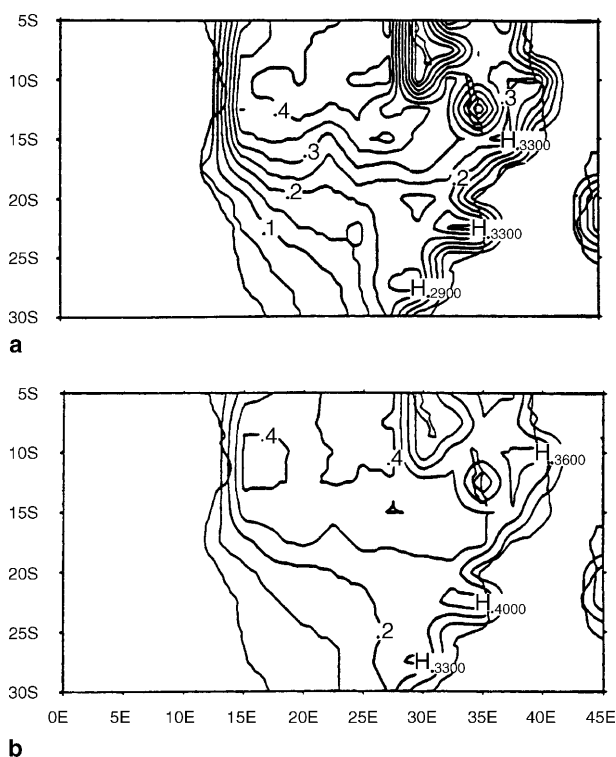 5S
10S
.4
.3
15S
H.3300
.3
.2
.2
20S
.1
H.3300
25S
H.2900
30S
a
5S
.4
.4
10S
H.3600
15S
20S
H.4000
25S
.2
H.3300
30S
0E 5E 10E 15E 20E 25E 30E 35E 40E 45E
b